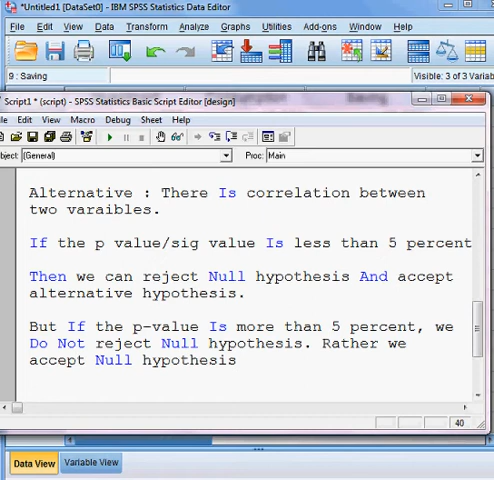 *Untitled1 [DataSet0] - IBM SPSS Statistics Data Editor
File Edit View Data Transform Analyze Graphs Utilities Add-ons Window
9 : Saving
Visible: 3 of 3 Variab
Saving
Script1 * (script) - SPSS Statistics Basic Script Editor [design]
Edit View Macro Debug Sheet Help
(General) Proc: Main
Alternative : There Is correlation between
two varaibles.
If the p value/sig value Is less than 5 percent
Then we can reject Null hypothesis And accept
alternative hypothesis.
But If the p-value Is more than 5 percent, we
Do Not reject Null hypothesis. Rather we
accept Null hypothesis
40
Data View Variable View